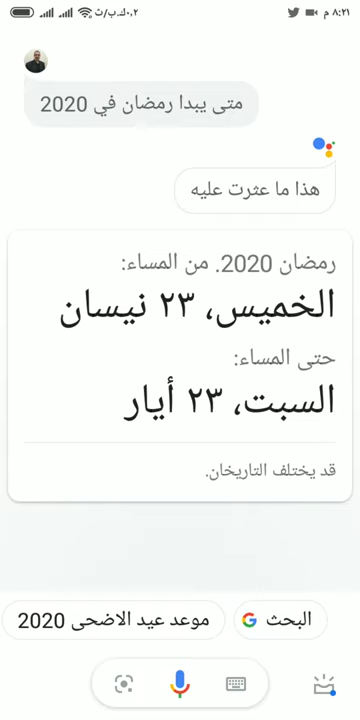 ٨:٢١ م
٠,٢ك.ب/ث
متى يبدا رمضان في 2020
هذا ما عثرت عليه
رمضان 2020. من المساء:
الخميس، ٢٣ نيسان
حتى المساء:
السبت، ٢٣ أيار
قد يختلف التاريخان.
البحث
موعد عيد الاضحى 2020